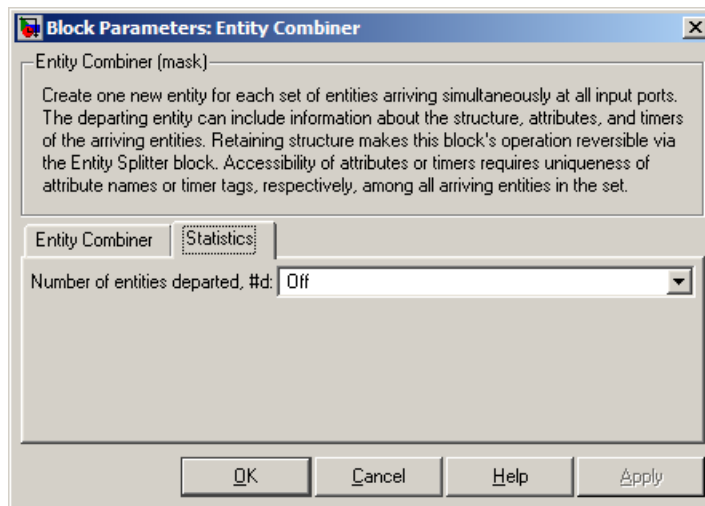 Block Parameters: Entity Combiner
Entity Combiner (mask)
Create one new entity for each set of entities arriving simultaneously at all input ports.
The departing entity can include information about the structure, attributes, and timers
of the arriving entities. Retaining structure makes this block's operation reversible via
the Entity Splitter block. Accessibility of attributes or timers requires uniqueness of
attribute names or timer tags, respectively, among all arriving entities in the set.
Entity Combiner Statistics
Number of entities departed, #d: Off
OK Cancel Help Apply